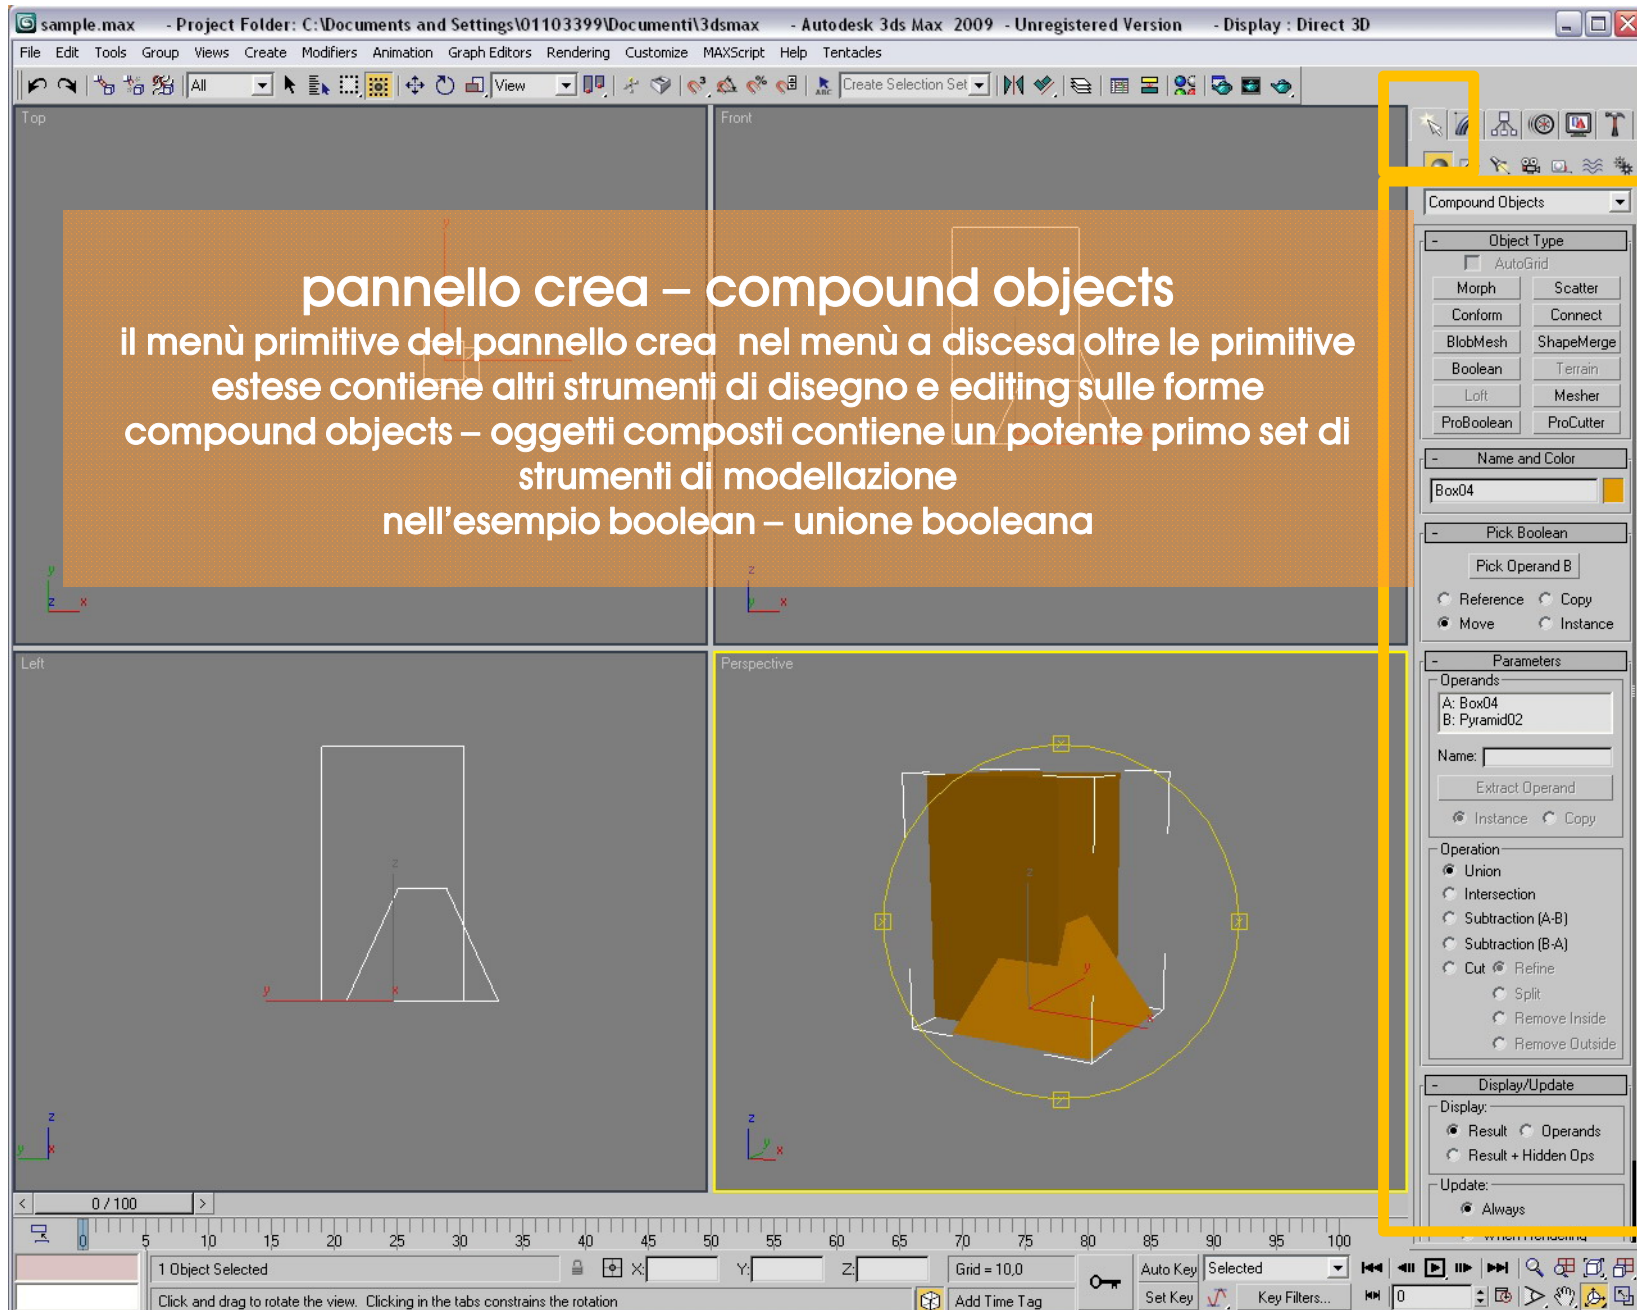 sample.max - Project Folder: C:\Documents and Settings\01103399\Documenti\3dsmax - Autodesk 3ds Max 2009 - Unregistered Version - Display : Direct 3D
File Edit Tools Group Views Create Modifiers Animation Graph Editors Rendering Customize MAXScript Help Tentacles
All View Create Selection Set
Top
Front
pannello crea – compound objects
il menù primitive del pannello crea nel menù a discesa oltre le primitive
estese contiene altri strumenti di disegno e editing sulle forme
compound objects – oggetti composti contiene un potente primo set di
strumenti di modellazione
nell'esempio boolean – unione booleana
y
z x
z
y x
Left
Perspective
z
y x
z
y
x
z
y x
z
y x
Compound Objects
- Object Type
AutoGrid
Morph Scatter
Conform Connect
BlobMesh ShapeMerge
Boolean Terrain
Loft Mesher
ProBoolean ProCutter
- Name and Color
Box04
- Pick Boolean
Pick Operand B
Reference Copy
Move Instance
- Parameters
Operands
A: Box04
B: Pyramid02
Name:
Extract Operand
Instance Copy
Operation
Union
Intersection
Subtraction (A-B)
Subtraction (B-A)
Cut Refine
Split
Remove Inside
Remove Outside
- Display/Update
Display:
Result Operands
Result + Hidden Ops
Update:
Always
When Rendering
< 0 / 100 >
0 5 10 15 20 25 30 35 40 45 50 55 60 65 70 75 80 85 90 95 100
1 Object Selected X: Y: Z: Grid = 10,0 Auto Key Selected
Click and drag to rotate the view. Clicking in the tabs constrains the rotation Add Time Tag Set Key Key Filters... 0